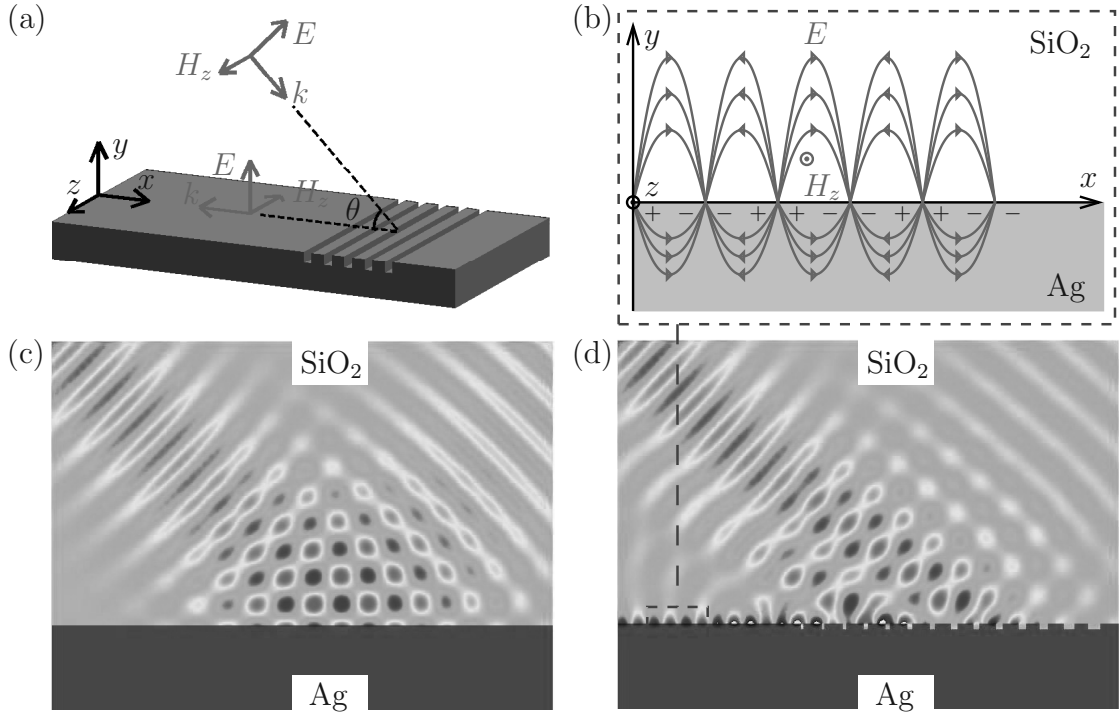 (a)
E
H_z
k
y
x
z
E
k
H_z
θ
(b)
y
E
SiO₂
H_z
z
x
+ − − + + − − + + − −
Ag
(c)
SiO₂
Ag
(d)
SiO₂
Ag